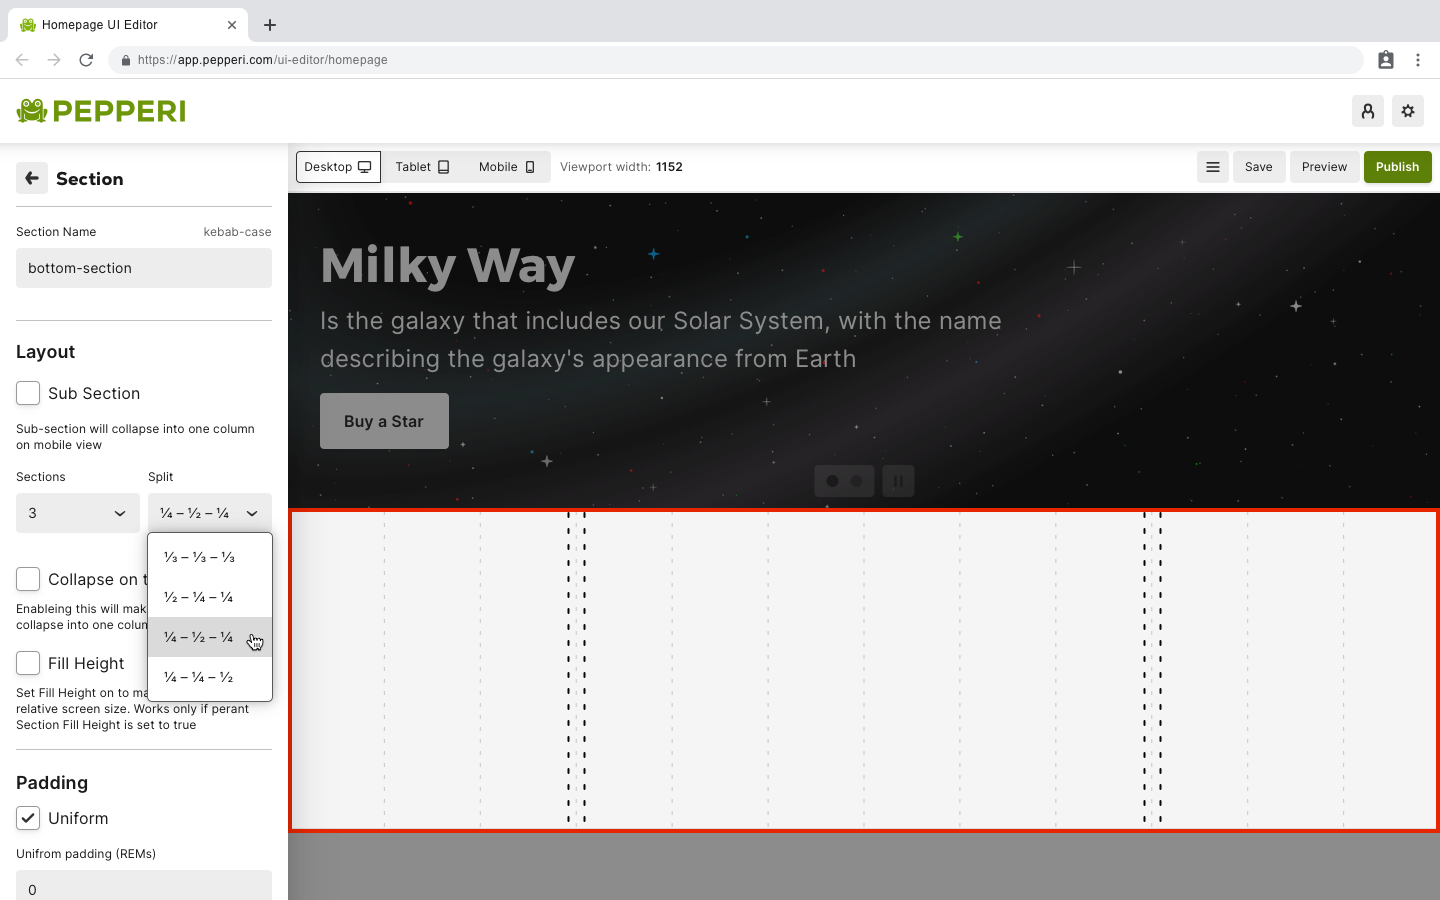 Homepage UI Editor
https://app.pepperi.com/ui-editor/homepage
PEPPERI
Section
Desktop
Tablet
Mobile
Viewport width: 1152
Save
Preview
Publish
Section Name
kebab-case
bottom-section
Layout
Sub Section
Sub-section will collapse into one column
on mobile view
Sections
Split
3
¼ – ½ – ¼
⅓ – ⅓ – ⅓
½ – ¼ – ¼
¼ – ½ – ¼
¼ – ¼ – ½
Collapse on t
Enableing this will mak
collapse into one colum
Fill Height
Set Fill Height on to ma
relative screen size. Works only if perant
Section Fill Height is set to true
Padding
Uniform
Unifrom padding (REMs)
0
Milky Way
Is the galaxy that includes our Solar System, with the name
describing the galaxy's appearance from Earth
Buy a Star